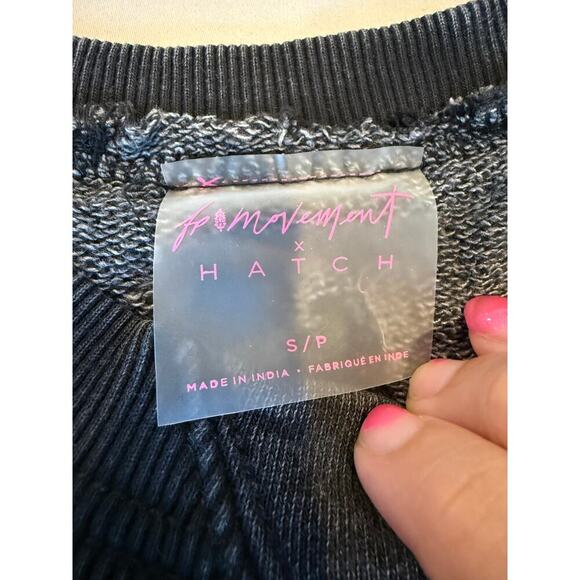 fp movement
x
HATCH
S/P
MADE IN INDIA • FABRIQUÉ EN INDE